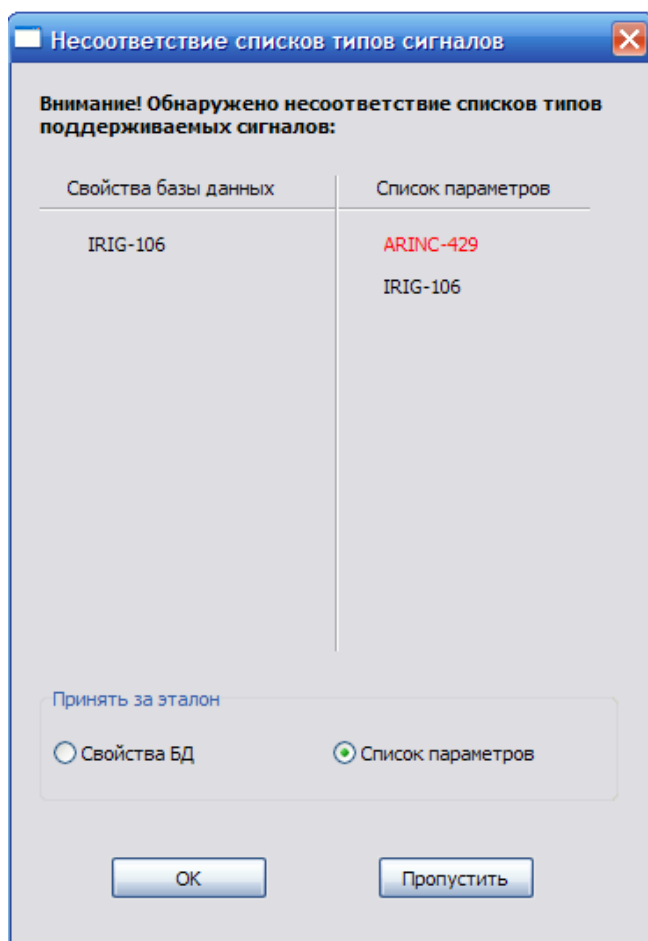 Несоответствие списков типов сигналов
Внимание! Обнаружено несоответствие списков типов
поддерживаемых сигналов:
Свойства базы данных
Список параметров
IRIG-106
ARINC-429
IRIG-106
Принять за эталон
Свойства БД
Список параметров
ОК
Пропустить